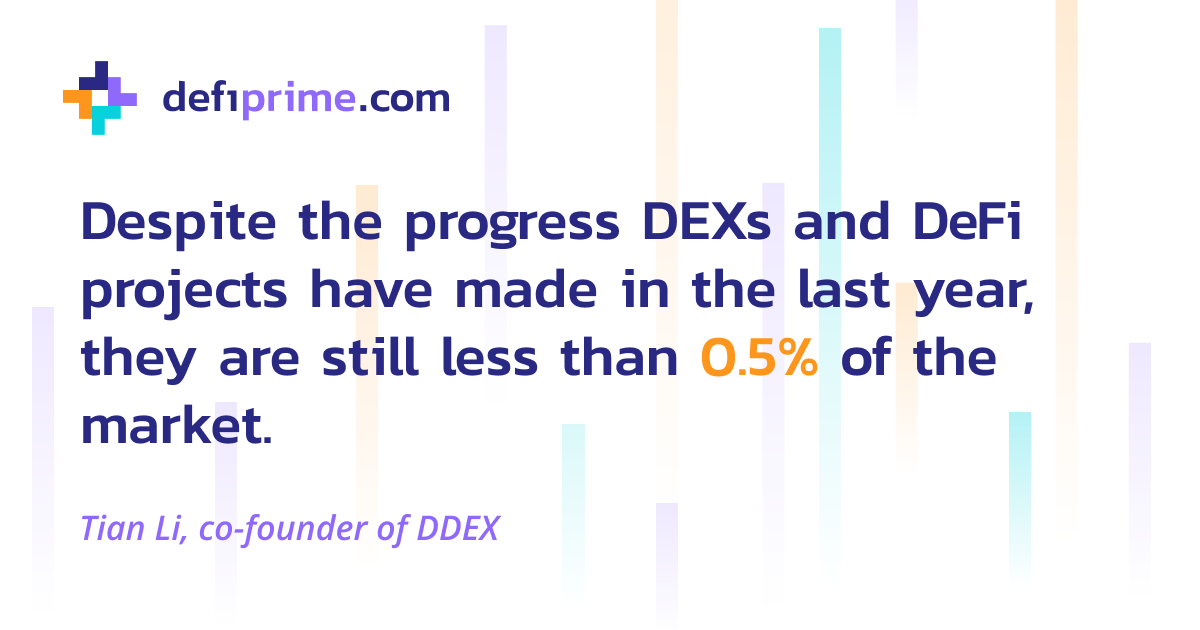 defiprime.com
Despite the progress DEXs and DeFi
projects have made in the last year,
they are still less than 0.5% of the
market.
Tian Li, co-founder of DDEX